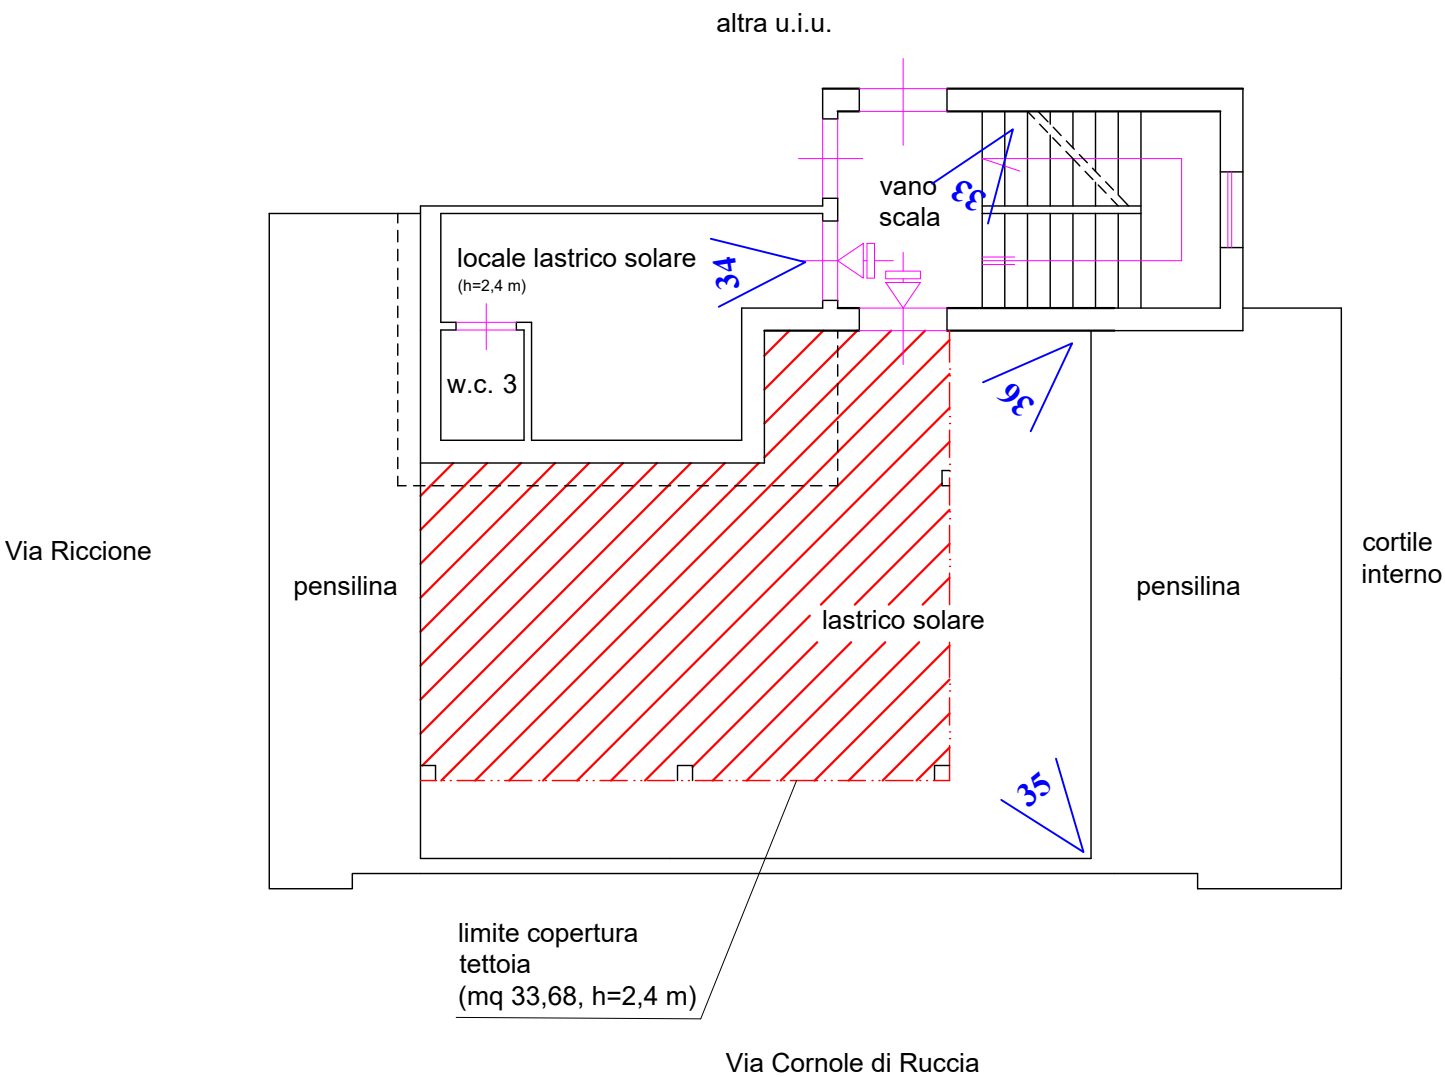 altra u.i.u.
vano
scala
33
locale lastrico solare
(h=2,4 m)
34
w.c. 3
36
Via Riccione
pensilina
pensilina
cortile
interno
lastrico solare
35
limite copertura
tettoia
(mq 33,68, h=2,4 m)
Via Cornole di Ruccia